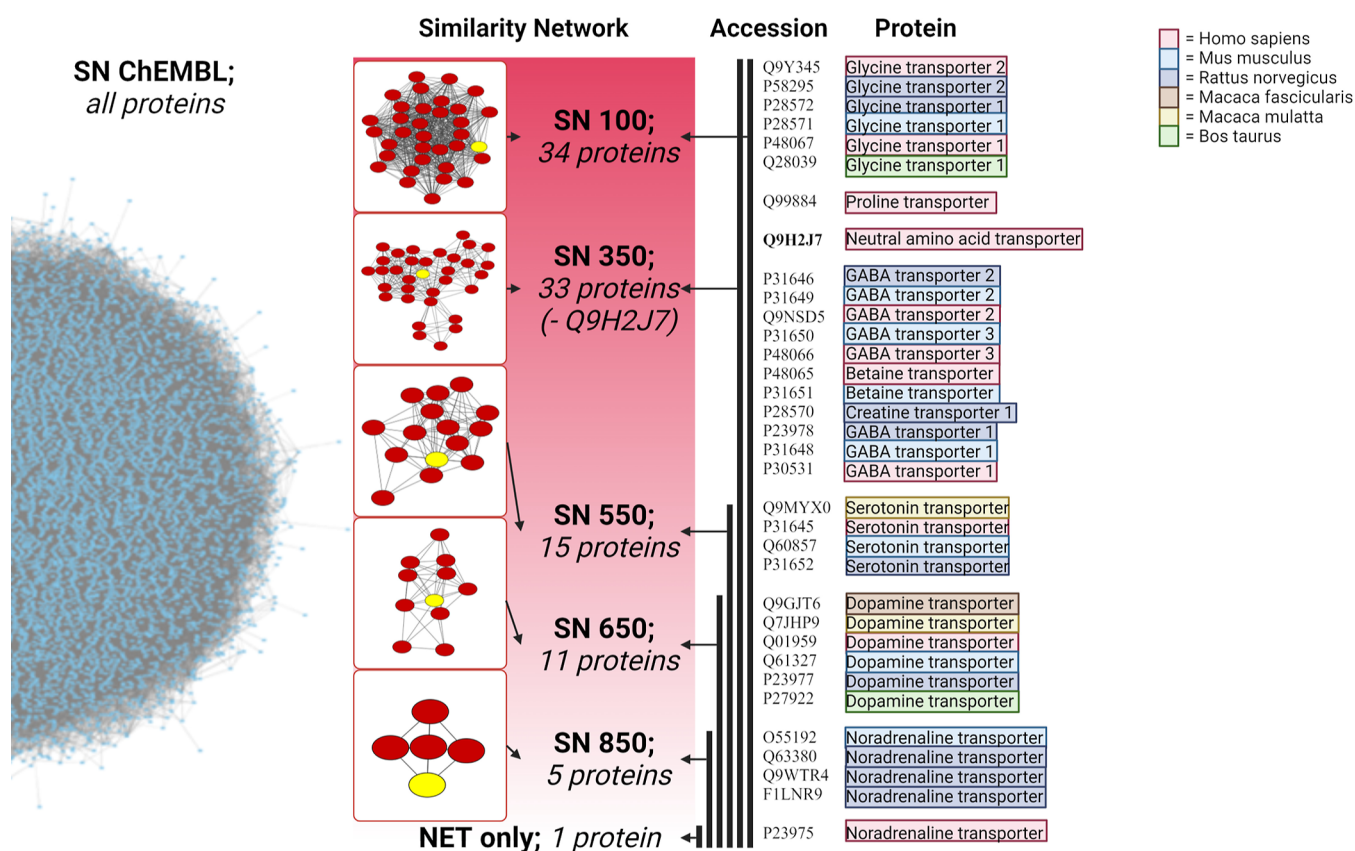 Similarity Network
Accession
Protein
SN ChEMBL;
all proteins
SN 100;
34 proteins
SN 350;
33 proteins
(- Q9H2J7)
SN 550;
15 proteins
SN 650;
11 proteins
SN 850;
5 proteins
NET only; 1 protein
Q9Y345 Glycine transporter 2
P58295 Glycine transporter 2
P28572 Glycine transporter 1
P28571 Glycine transporter 1
P48067 Glycine transporter 1
Q28039 Glycine transporter 1
Q99884 Proline transporter
Q9H2J7 Neutral amino acid transporter
P31646 GABA transporter 2
P31649 GABA transporter 2
Q9NSD5 GABA transporter 2
P31650 GABA transporter 3
P48066 GABA transporter 3
P48065 Betaine transporter
P31651 Betaine transporter
P28570 Creatine transporter 1
P23978 GABA transporter 1
P31648 GABA transporter 1
P30531 GABA transporter 1
Q9MYX0 Serotonin transporter
P31645 Serotonin transporter
Q60857 Serotonin transporter
P31652 Serotonin transporter
Q9GJT6 Dopamine transporter
Q7JHP9 Dopamine transporter
Q01959 Dopamine transporter
Q61327 Dopamine transporter
P23977 Dopamine transporter
P27922 Dopamine transporter
O55192 Noradrenaline transporter
Q63380 Noradrenaline transporter
Q9WTR4 Noradrenaline transporter
F1LNR9 Noradrenaline transporter
P23975 Noradrenaline transporter
= Homo sapiens
= Mus musculus
= Rattus norvegicus
= Macaca fascicularis
= Macaca mulatta
= Bos taurus